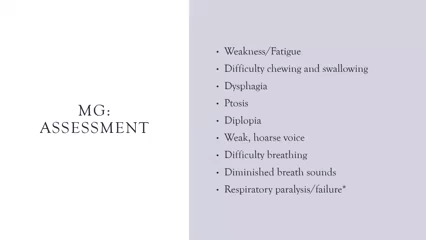 MG:
ASSESSMENT
• Weakness/Fatigue
• Difficulty chewing and swallowing
• Dysphagia
• Ptosis
• Diplopia
• Weak, hoarse voice
• Difficulty breathing
• Diminished breath sounds
• Respiratory paralysis/failure*